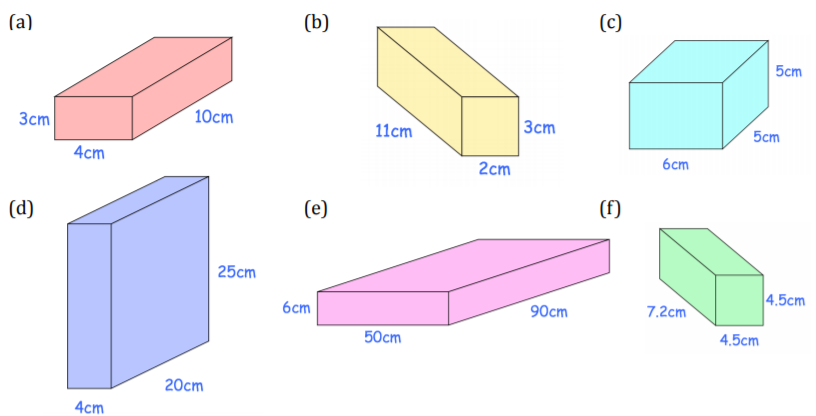 (a)
3cm
4cm
10cm
(b)
11cm
3cm
2cm
(c)
5cm
5cm
6cm
(d)
25cm
20cm
4cm
(e)
6cm
50cm
90cm
(f)
7.2cm
4.5cm
4.5cm